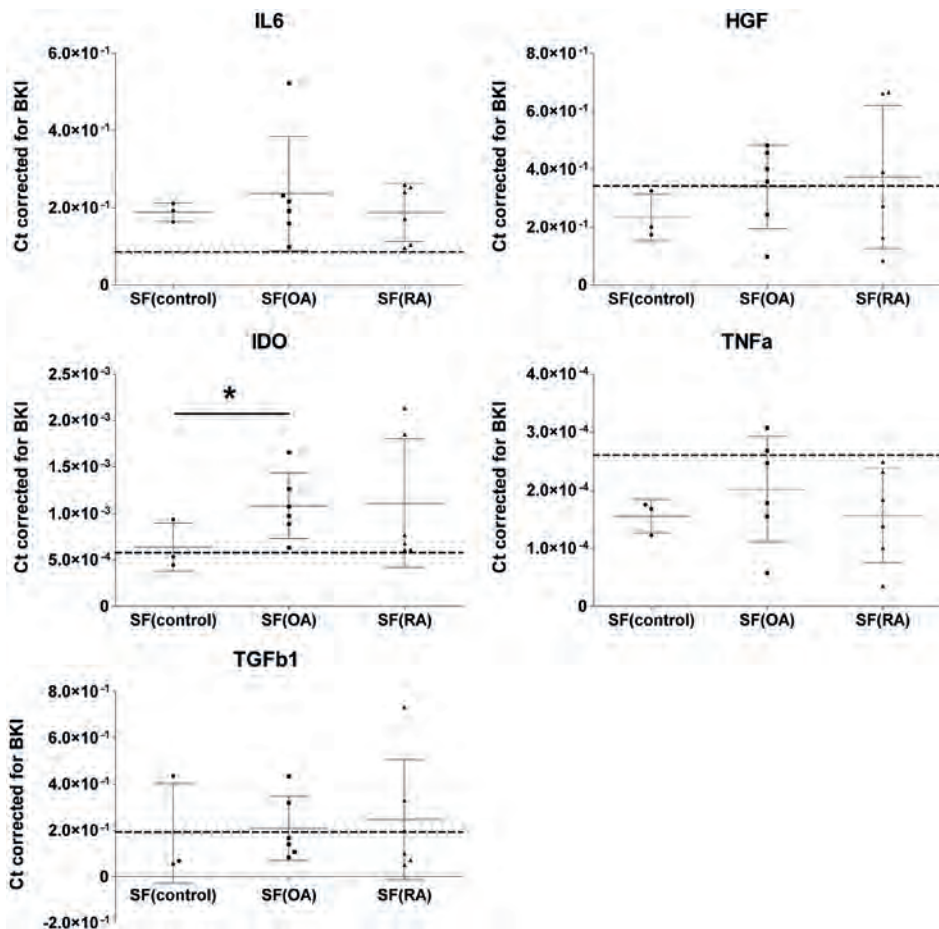 IL6
Ct corrected for BKI
6.0×10⁻¹
4.0×10⁻¹
2.0×10⁻¹
0
SF(control) SF(OA) SF(RA)
HGF
Ct corrected for BKI
8.0×10⁻¹
6.0×10⁻¹
4.0×10⁻¹
2.0×10⁻¹
0
SF(control) SF(OA) SF(RA)
IDO
Ct corrected for BKI
2.5×10⁻³
2.0×10⁻³
1.5×10⁻³
1.0×10⁻³
5.0×10⁻⁴
0
*
SF(control) SF(OA) SF(RA)
TNFa
Ct corrected for BKI
4.0×10⁻⁴
3.0×10⁻⁴
2.0×10⁻⁴
1.0×10⁻⁴
0
SF(control) SF(OA) SF(RA)
TGFb1
Ct corrected for BKI
8.0×10⁻¹
6.0×10⁻¹
4.0×10⁻¹
2.0×10⁻¹
0
-2.0×10⁻¹
SF(control) SF(OA) SF(RA)